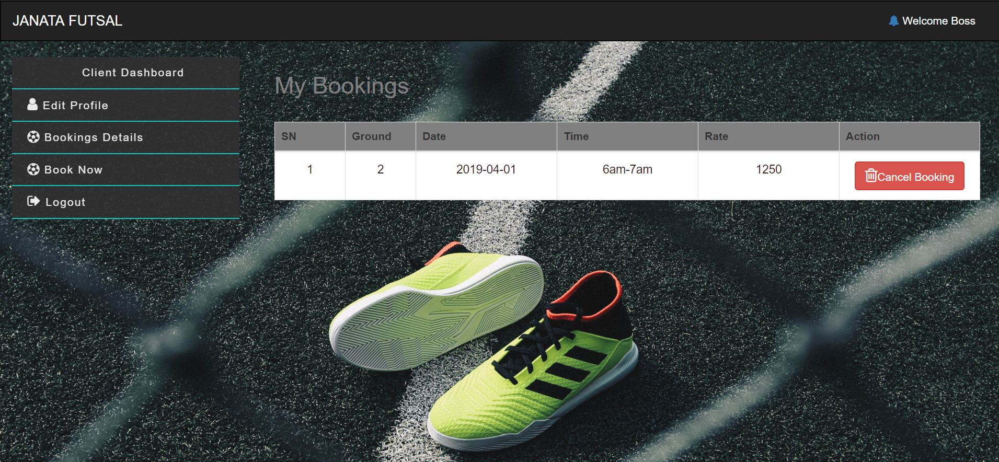 JANATA FUTSAL
Welcome Boss
Client Dashboard
Edit Profile
Bookings Details
Book Now
Logout
My Bookings
SN Ground Date Time Rate Action
1 2 2019-04-01 6am-7am 1250 Cancel Booking